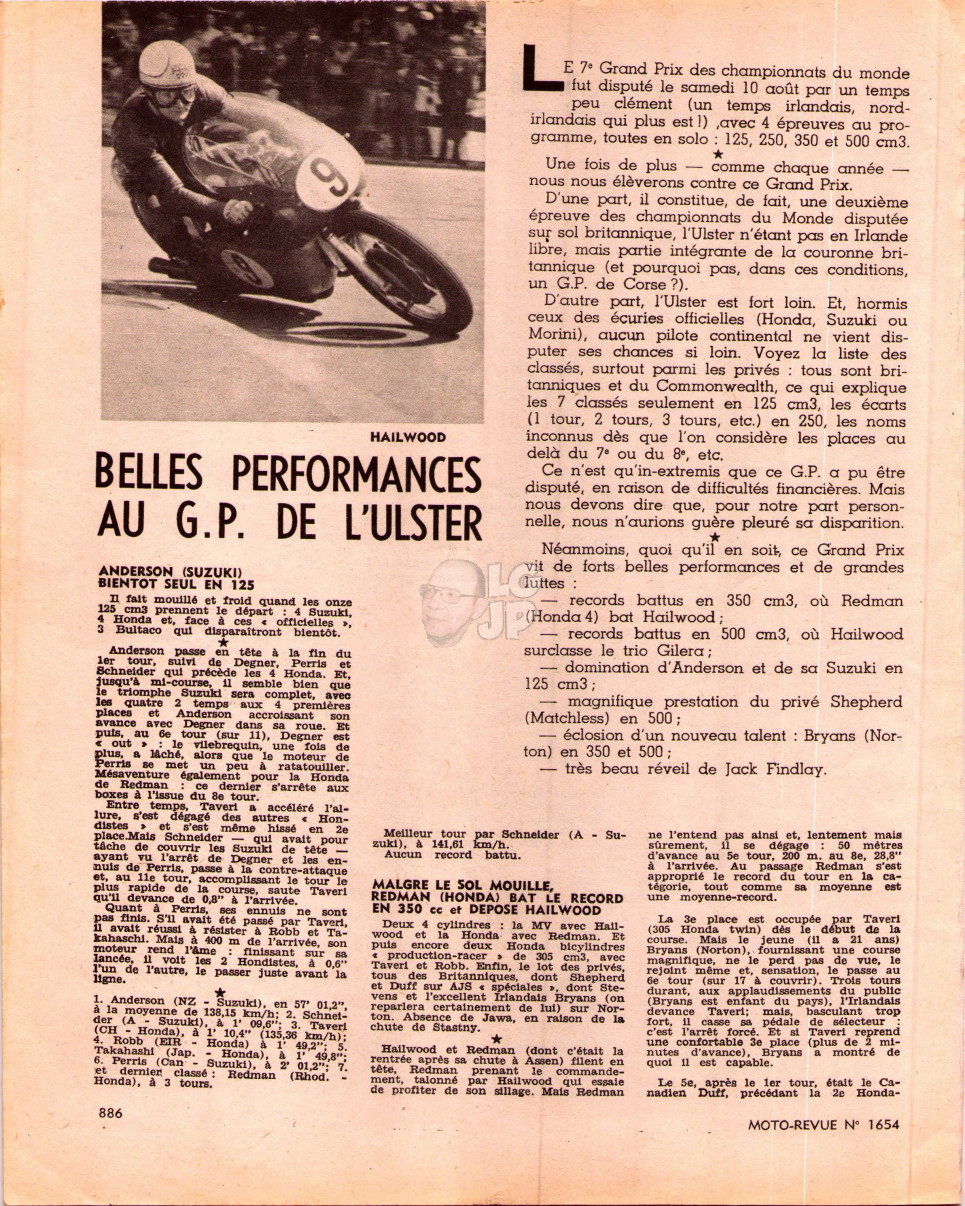 9
9
HAILWOOD
BELLES PERFORMANCES
AU G.P. DE L'ULSTER
ANDERSON (SUZUKI)
BIENTOT SEUL EN 125
Il fait mouillé et froid quand les onze
125 cm3 prennent le départ : 4 Suzuki,
4 Honda et, face à ces « officielles »,
3 Bultaco qui disparaîtront bientôt.
★
Anderson passe en tête à la fin du
1er tour, suivi de Degner, Perris et
Schneider qui précède les 4 Honda. Et,
jusqu'à mi-course, il semble bien que
le triomphe Suzuki sera complet, avec
les quatre 2 temps aux 4 premières
places et Anderson accroissant son
avance avec Degner dans sa roue. Et
puis, au 6e tour (sur 11), Degner est
« out » : le vilebrequin, une fois de
plus, a lâché, alors que le moteur de
Perris se met un peu à ratatouiller.
Mésaventure également pour la Honda
de Redman : ce dernier s'arrête aux
boxes à l'issue du 8e tour.
Entre temps, Taveri a accéléré l'al-
lure, s'est dégagé des autres « Hon-
distes » et s'est même hissé en 2e
place.Mais Schneider — qui avait pour
tâche de couvrir les Suzuki de tête —
ayant vu l'arrêt de Degner et les en-
nuis de Perris, passe à la contre-attaque
et, au 11e tour, accomplissant le tour le
plus rapide de la course, saute Taveri
qu'il devance de 0,8" à l'arrivée.
Quant à Perris, ses ennuis ne sont
pas finis. S'il avait été passé par Taveri,
il avait réussi à résister à Robb et Ta-
kahaschi. Mais à 400 m de l'arrivée, son
moteur rend l'âme : finissant sur sa
lancée, il voit les 2 Hondistes, à 0,6"
l'un de l'autre, le passer juste avant la
ligne.
★
1. Anderson (NZ - Suzuki), en 57' 01,2",
à la moyenne de 138,15 km/h; 2. Schnei-
der (A - Suzuki), à 1' 09,6"; 3. Taveri
(CH - Honda), à 1' 10,4" (135,36 km/h);
4. Robb (EIR - Honda) à 1' 49,2"; 5.
Takahashi (Jap. - Honda), à 1' 49,8";
6. Perris (Can - Suzuki), à 2' 01,2"; 7.
et dernier classé : Redman (Rhod. -
Honda), à 3 tours.
LE 7e Grand Prix des championnats du monde
fut disputé le samedi 10 août par un temps
peu clément (un temps irlandais, nord-
irlandais qui plus est !) ,avec 4 épreuves au pro-
gramme, toutes en solo : 125, 250, 350 et 500 cm3.
★
Une fois de plus — comme chaque année —
nous nous élèverons contre ce Grand Prix.
D'une part, il constitue, de fait, une deuxième
épreuve des championnats du Monde disputée
sur sol britannique, l'Ulster n'étant pas en Irlande
libre, mais partie intégrante de la couronne bri-
tannique (et pourquoi pas, dans ces conditions,
un G.P. de Corse ?).
D'autre part, l'Ulster est fort loin. Et, hormis
ceux des écuries officielles (Honda, Suzuki ou
Morini), aucun pilote continental ne vient dis-
puter ses chances si loin. Voyez la liste des
classés, surtout parmi les privés : tous sont bri-
tanniques et du Commonwealth, ce qui explique
les 7 classés seulement en 125 cm3, les écarts
(1 tour, 2 tours, 3 tours, etc.) en 250, les noms
inconnus dès que l'on considère les places au
delà du 7e ou du 8e, etc.
Ce n'est qu'in-extremis que ce G.P. a pu être
disputé, en raison de difficultés financières. Mais
nous devons dire que, pour notre part person-
nelle, nous n'aurions guère pleuré sa disparition.
★
Néanmoins, quoi qu'il en soit, ce Grand Prix
vit de forts belles performances et de grandes
luttes :
— records battus en 350 cm3, où Redman
(Honda 4) bat Hailwood ;
— records battus en 500 cm3, où Hailwood
surclasse le trio Gilera ;
— domination d'Anderson et de sa Suzuki en
125 cm3 ;
— magnifique prestation du privé Shepherd
(Matchless) en 500 ;
— éclosion d'un nouveau talent : Bryans (Nor-
ton) en 350 et 500 ;
— très beau réveil de Jack Findlay.
LG
JP
Meilleur tour par Schneider (A - Su-
zuki), à 141,61 km/h.
Aucun record battu.
MALGRE LE SOL MOUILLE,
REDMAN (HONDA) BAT LE RECORD
EN 350 cc et DEPOSE HAILWOOD
Deux 4 cylindres : la MV avec Hail-
wood et la Honda avec Redman. Et
puis encore deux Honda bicylindres
« production-racer » de 305 cm3, avec
Taveri et Robb. Enfin, le lot des privés,
tous des Britanniques, dont Shepherd
et Duff sur AJS « spéciales », dont Ste-
vens et l'excellent Irlandais Bryans (on
reparlera certainement de lui) sur Nor-
ton. Absence de Jawa, en raison de la
chute de Stastny.
★
Hailwood et Redman (dont c'était la
rentrée après sa chute à Assen) filent en
tête, Redman prenant le commande-
ment, talonné par Hailwood qui essaie
de profiter de son sillage. Mais Redman
ne l'entend pas ainsi et, lentement mais
sûrement, il se dégage : 50 mètres
d'avance au 5e tour, 200 m. au 8e, 28,8"
à l'arrivée. Au passage Redman s'est
approprié le record du tour en la ca-
tégorie, tout comme sa moyenne est
une moyenne-record.
La 3e place est occupée par Taveri
(305 Honda twin) dès le début de la
course. Mais le jeune (il a 21 ans)
Bryans (Norton), fournissant une course
magnifique, ne le perd pas de vue, le
rejoint même et, sensation, le passe au
6e tour (sur 17 à couvrir). Trois tours
durant, aux applaudissements du public
(Bryans est enfant du pays), l'Irlandais
devance Taveri; mais, basculant trop
fort, il casse sa pédale de sélecteur :
c'est l'arrêt forcé. Et si Taveri reprend
une confortable 3e place (plus de 2 mi-
nutes d'avance), Bryans a montré de
quoi il est capable.
Le 5e, après le 1er tour, était le Ca-
nadien Duff, précédant la 2e Honda-
886
MOTO-REVUE N° 1654